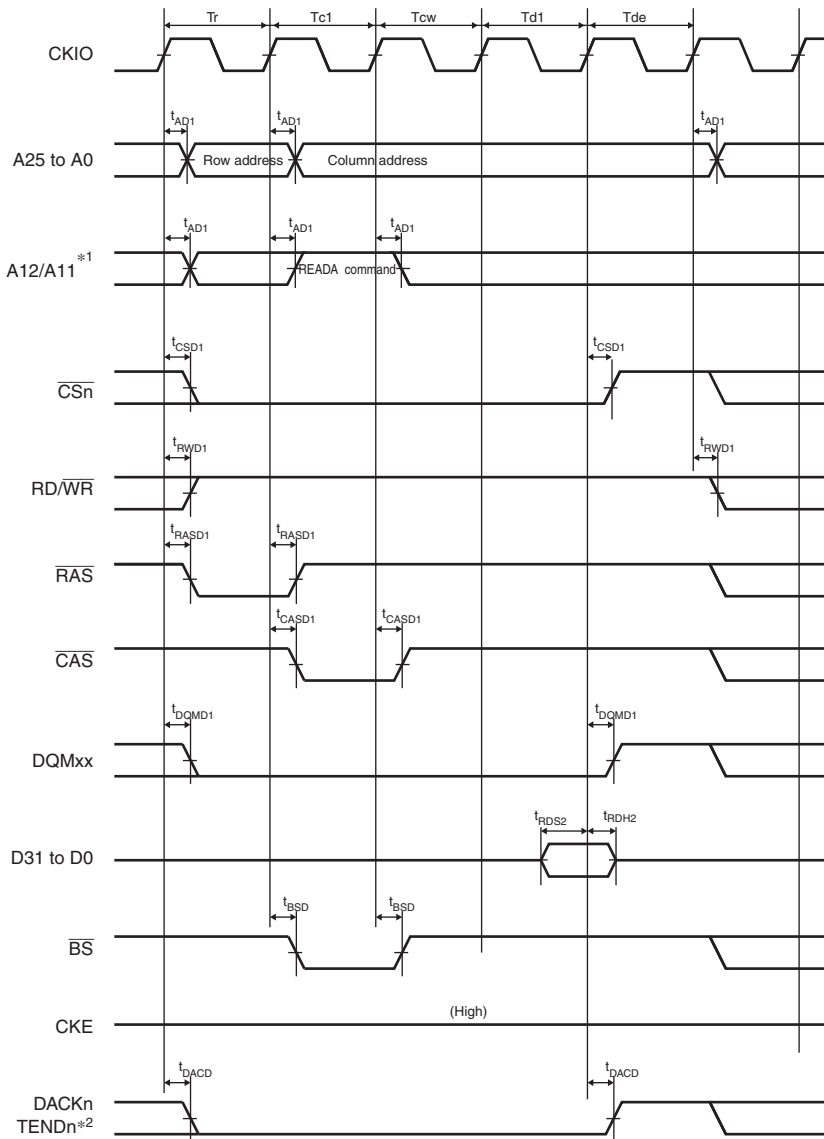 Tr Tc1 Tcw Td1 Tde
CKIO
tAD1 tAD1 tAD1
A25 to A0 Row address Column address
tAD1 tAD1 tAD1
A12/A11*1 READA command
tCSD1 tCSD1
CSn
tRWD1 tRWD1
RD/WR
tRASD1 tRASD1
RAS
tCASD1 tCASD1
CAS
tDQMD1 tDQMD1
DQMxx
tRDS2 tRDH2
D31 to D0
tBSD tBSD
BS
(High)
CKE
tDACD tDACD
DACKn
TENDn*2